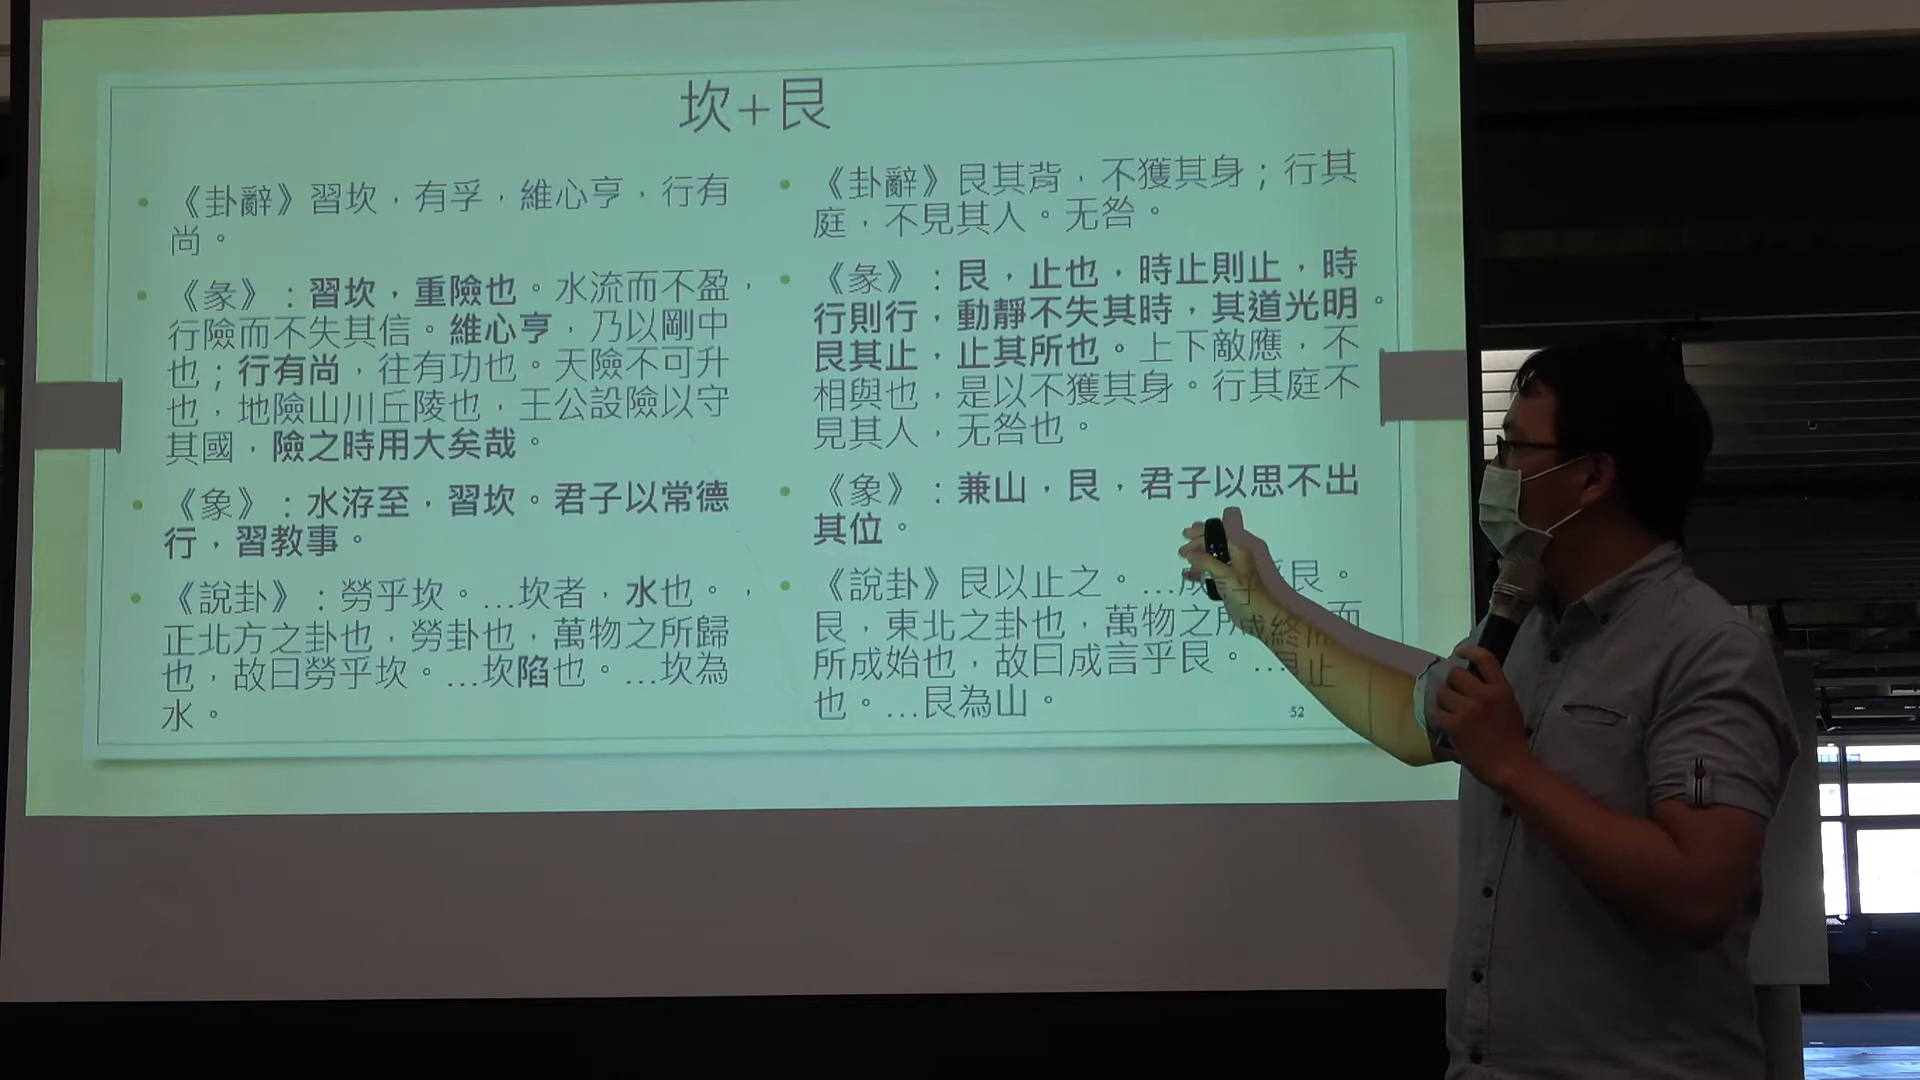 坎+艮
• 《卦辭》習坎，有孚，維心亨，行有
尚。
• 《彖》：習坎，重險也。水流而不盈，
行險而不失其信。維心亨，乃以剛中
也；行有尚，往有功也。天險不可升
也，地險山川丘陵也，王公設險以守
其國，險之時用大矣哉。
• 《象》：水洊至，習坎。君子以常德
行，習教事。
• 《說卦》：勞乎坎。…坎者，水也。，
正北方之卦也，勞卦也，萬物之所歸
也，故曰勞乎坎。…坎陷也。…坎為
水。
• 《卦辭》艮其背，不獲其身；行其
庭，不見其人。无咎。
• 《彖》：艮，止也，時止則止，時
行則行，動靜不失其時，其道光明。
艮其止，止其所也。上下敵應，不
相與也，是以不獲其身。行其庭不
見其人，无咎也。
• 《象》：兼山，艮，君子以思不出
其位。
• 《說卦》艮以止之。…成言乎艮。
艮，東北之卦也，萬物之所成終而
所成始也，故曰成言乎艮。…艮止
也。…艮為山。
52